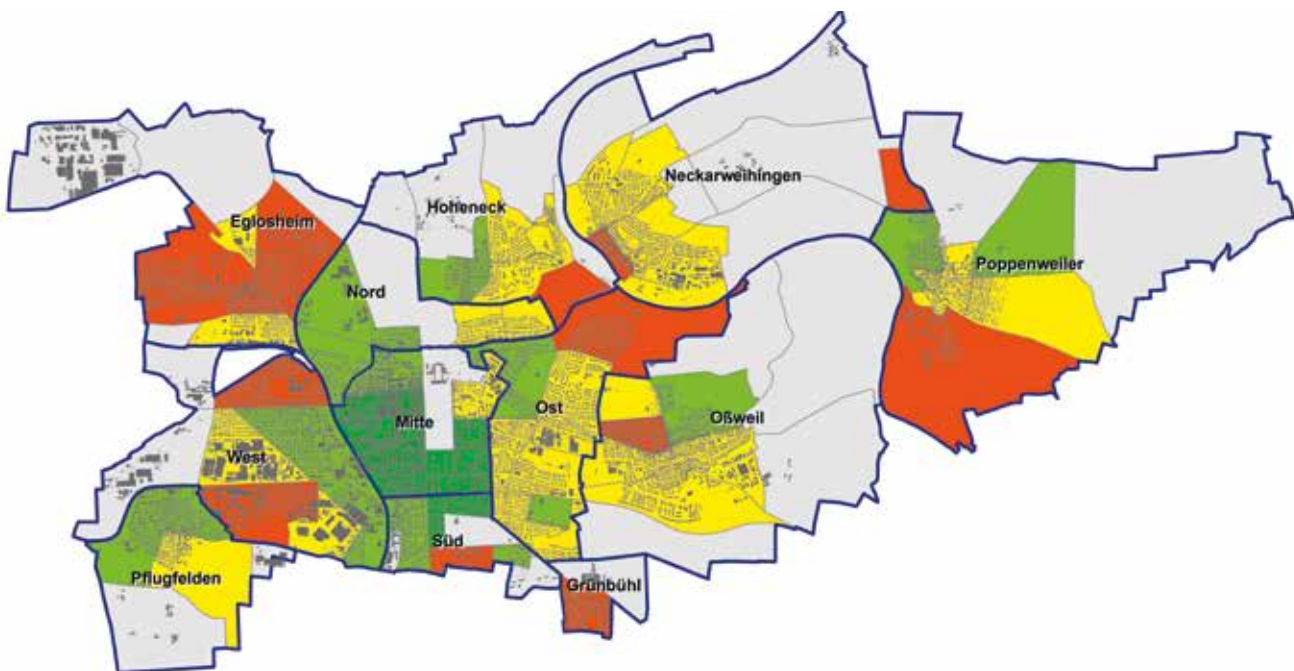 Neckarweihingen
Hoheneck
Eglosheim
Poppenweiler
Nord
Mitte
Ost
Oßweil
West
Süd
Pflugfelden
Grünbühl